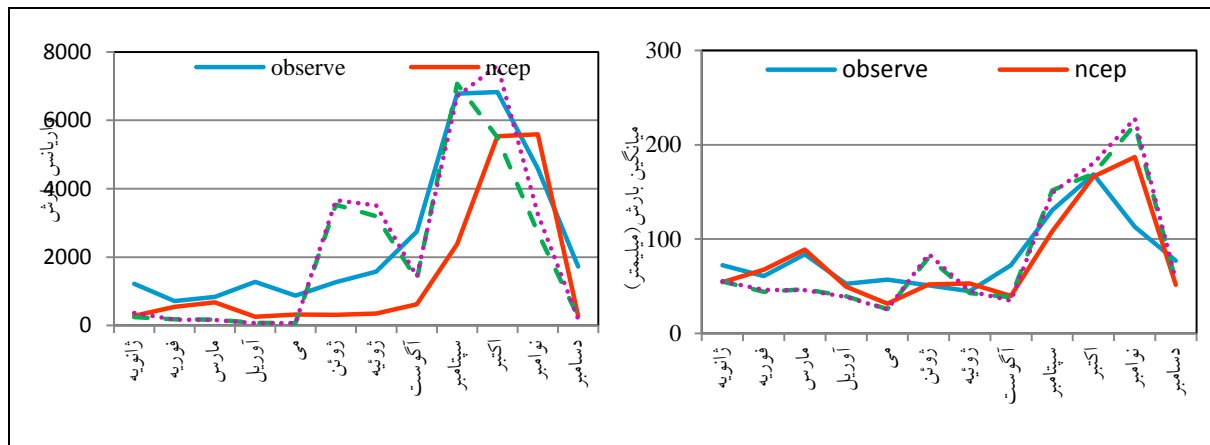 8000
6000
4000
2000
0
observe
ncep
ژانویه
فوریه
مارس
آوریل
می
ژوئن
ژوئیه
آگوست
سپتامبر
اکتبر
نوامبر
دسامبر
میانگین بارش (میلیمتر)
300
200
100
0
observe
ncep
ژانویه
فوریه
مارس
آوریل
می
ژوئن
ژوئیه
آگوست
سپتامبر
اکتبر
نوامبر
دسامبر